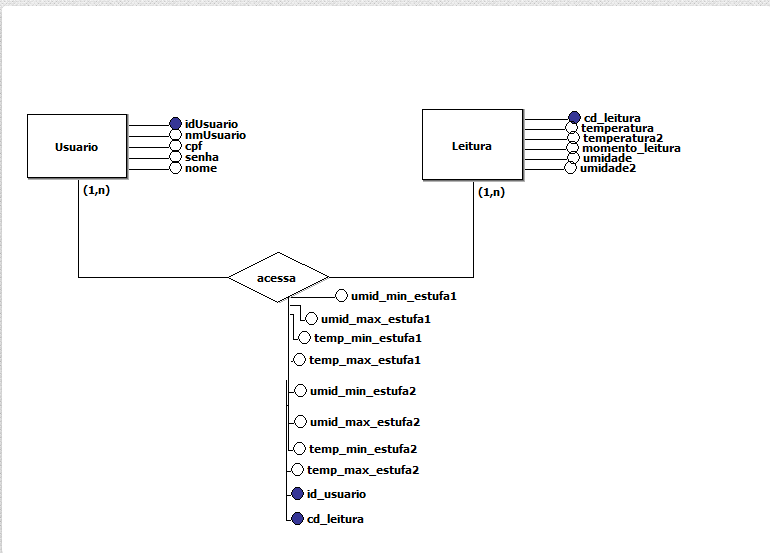 Usuario
idUsuario
nmUsuario
cpf
senha
nome
(1,n)
Leitura
cd_leitura
temperatura
temperatura2
momento_leitura
umidade
umidade2
(1,n)
acessa
umid_min_estufa1
umid_max_estufa1
temp_min_estufa1
temp_max_estufa1
umid_min_estufa2
umid_max_estufa2
temp_min_estufa2
temp_max_estufa2
id_usuario
cd_leitura